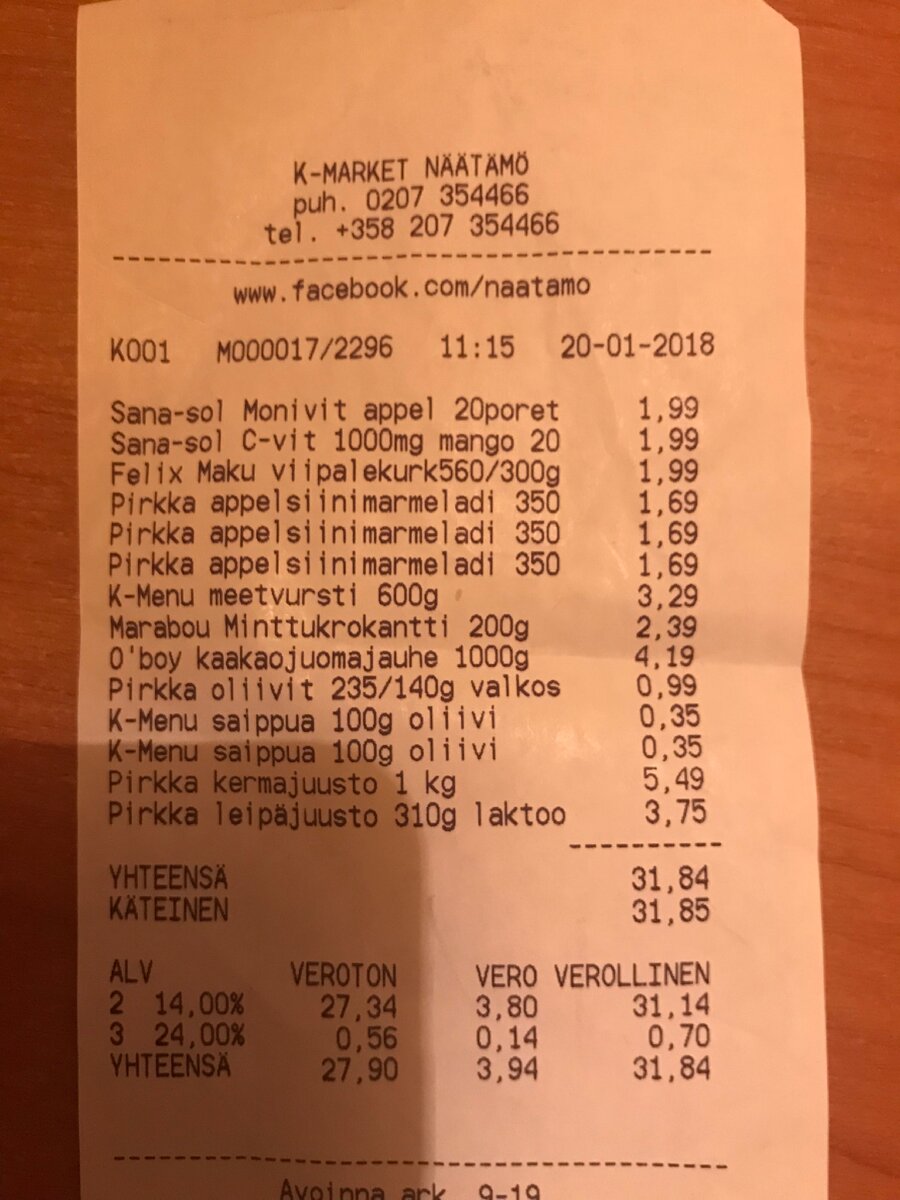 K-MARKET NÄÄTÄMÖ
puh. 0207 354466
tel. +358 207 354466
www.facebook.com/naatamo
K001 M000017/2296 11:15 20-01-2018
Sana-sol Monivit appel 20poret 1,99
Sana-sol C-vit 1000mg mango 20 1,99
Felix Maku viipalekurk560/300g 1,99
Pirkka appelsiinimarmeladi 350 1,69
Pirkka appelsiinimarmeladi 350 1,69
Pirkka appelsiinimarmeladi 350 1,69
K-Menu meetvursti 600g 3,29
Marabou Minttukrokantti 200g 2,39
O'boy kaakaojuomajauhe 1000g 4,19
Pirkka oliivit 235/140g valkos 0,99
K-Menu saippua 100g oliivi 0,35
K-Menu saippua 100g oliivi 0,35
Pirkka kermajuusto 1 kg 5,49
Pirkka leipäjuusto 310g laktoo 3,75
YHTEENSÄ 31,84
KÄTEINEN 31,85
ALV VEROTON VERO VEROLLINEN
2 14,00% 27,34 3,80 31,14
3 24,00% 0,56 0,14 0,70
YHTEENSÄ 27,90 3,94 31,84
Avoinna ark. 9-19